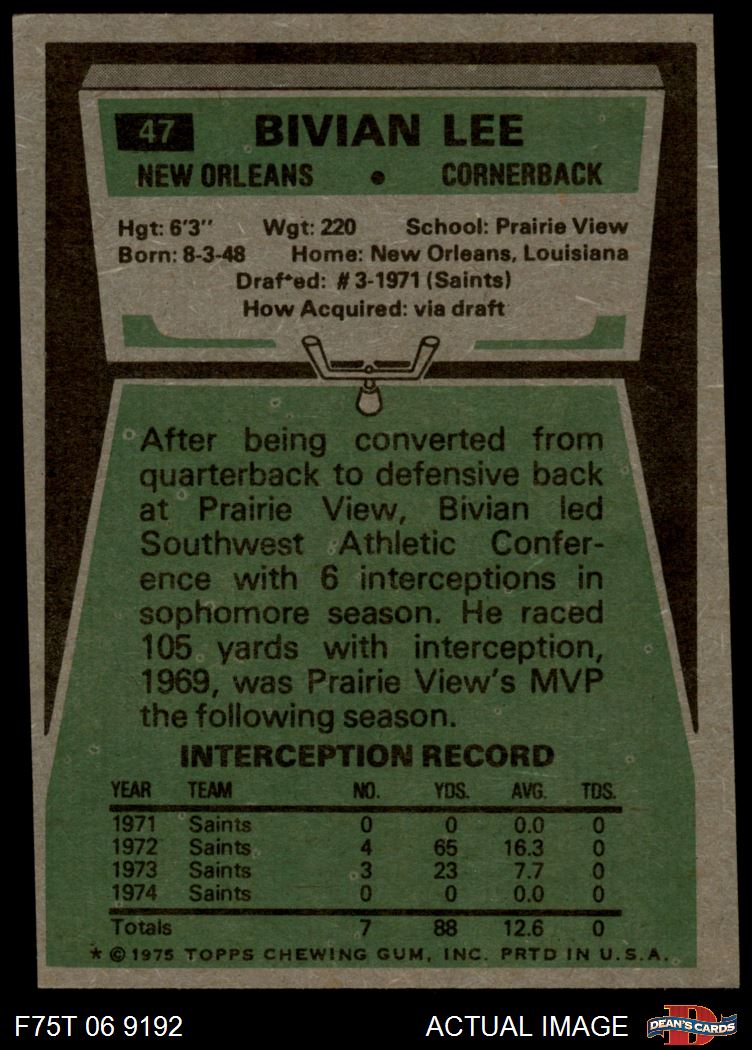 47 BIVIAN LEE
NEW ORLEANS • CORNERBACK
Hgt: 6'3" Wgt: 220 School: Prairie View
Born: 8-3-48 Home: New Orleans, Louisiana
Drafted: #3-1971 (Saints)
How Acquired: via draft
After being converted from
quarterback to defensive back
at Prairie View, Bivian led
Southwest Athletic Confer-
ence with 6 interceptions in
sophomore season. He raced
105 yards with interception,
1969, was Prairie View's MVP
the following season.
INTERCEPTION RECORD
YEAR TEAM NO. YDS. AVG. TDS.
1971 Saints 0 0 0.0 0
1972 Saints 4 65 16.3 0
1973 Saints 3 23 7.7 0
1974 Saints 0 0 0.0 0
Totals 7 88 12.6 0
* © 1975 TOPPS CHEWING GUM, INC. PRTD IN U.S.A.
F75T 06 9192 ACTUAL IMAGE DEAN'S CARDS